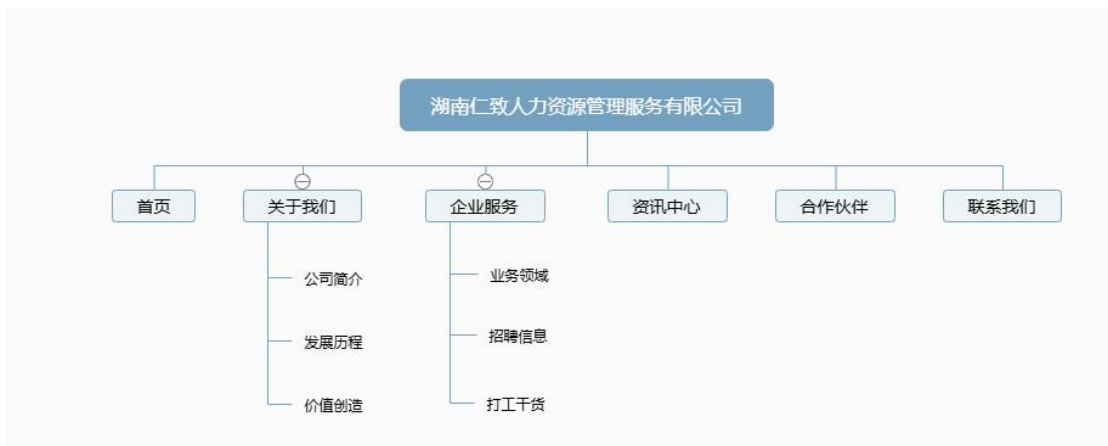 湖南仁致人力资源管理服务有限公司
首页
关于我们
企业服务
资讯中心
合作伙伴
联系我们
公司简介
业务领域
发展历程
招聘信息
价值创造
打工干货